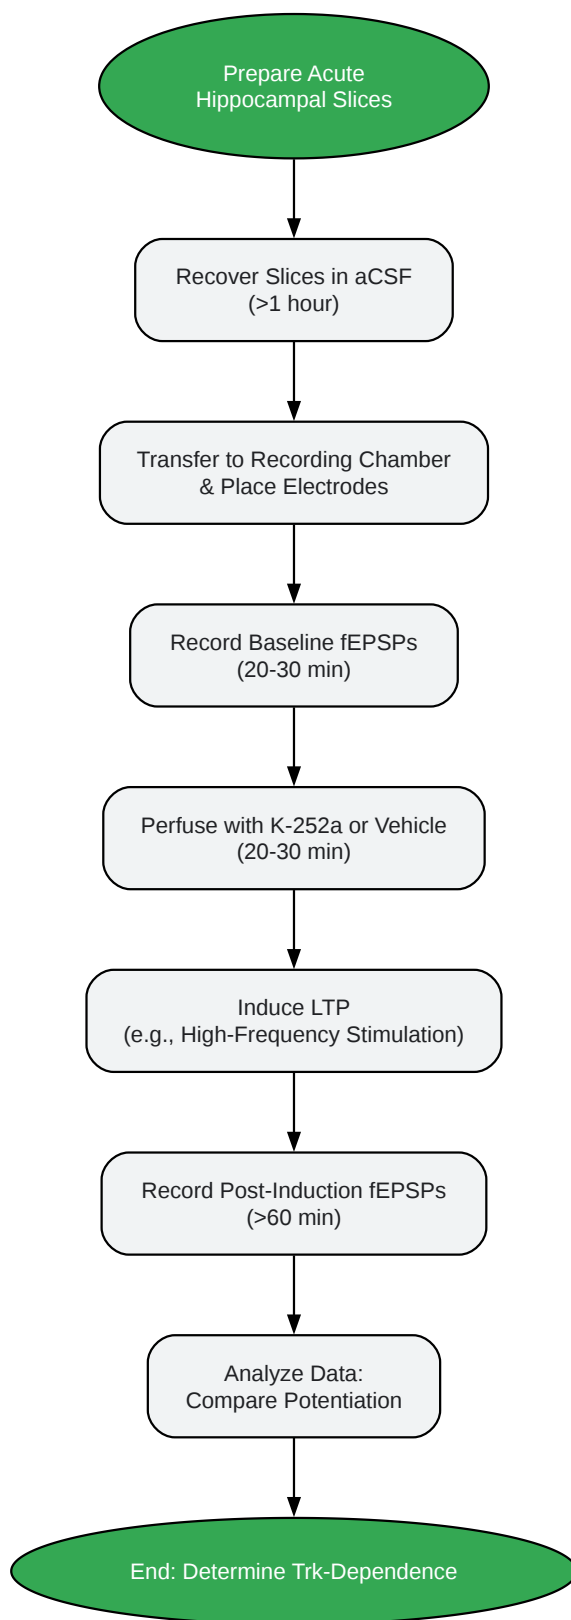 Prepare Acute
Hippocampal Slices
Recover Slices in aCSF
(>1 hour)
Transfer to Recording Chamber
& Place Electrodes
Record Baseline fEPSPs
(20-30 min)
Perfuse with K-252a or Vehicle
(20-30 min)
Induce LTP
(e.g., High-Frequency Stimulation)
Record Post-Induction fEPSPs
(>60 min)
Analyze Data:
Compare Potentiation
End: Determine Trk-Dependence